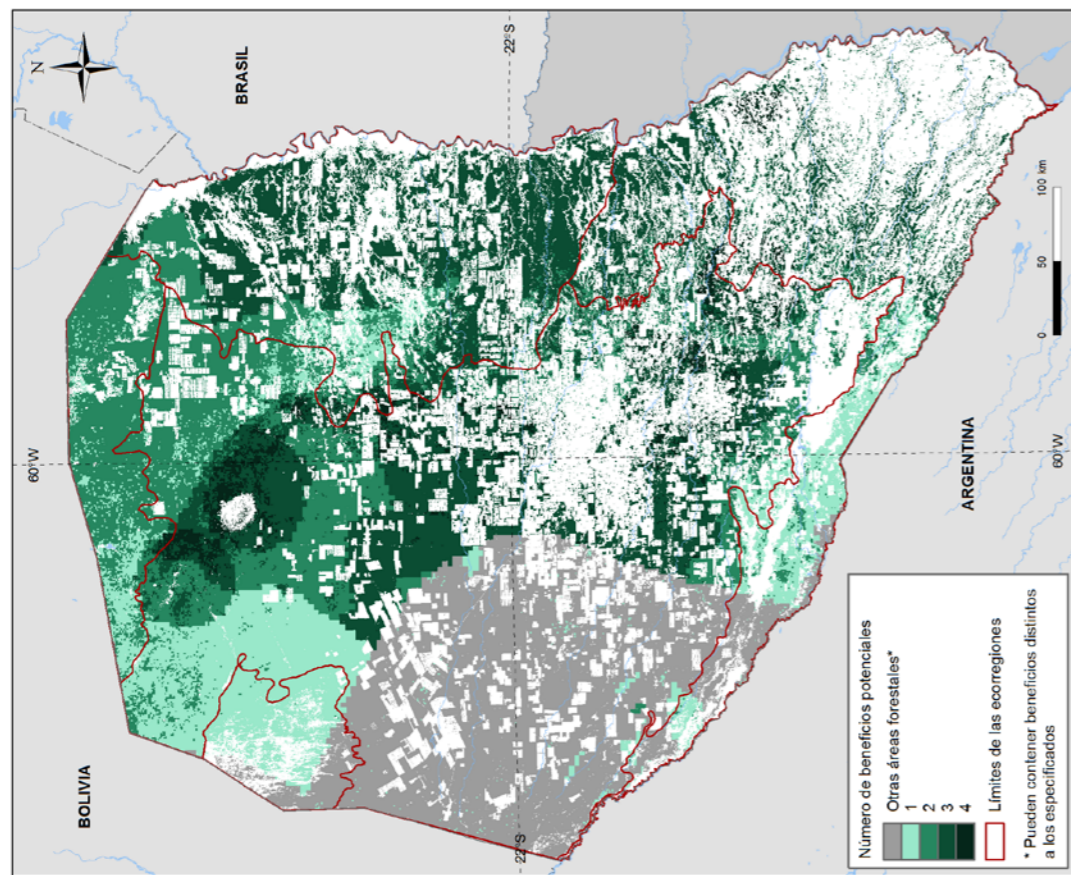 N
BOLIVIA
BRASIL
ARGENTINA
60°W
60°W
22°S
22°S
0 50 100 km
Número de beneficios potenciales
Otras áreas forestales*
1
2
3
4
Límites de las ecorregiones
* Pueden contener beneficios distintos
a los especificados